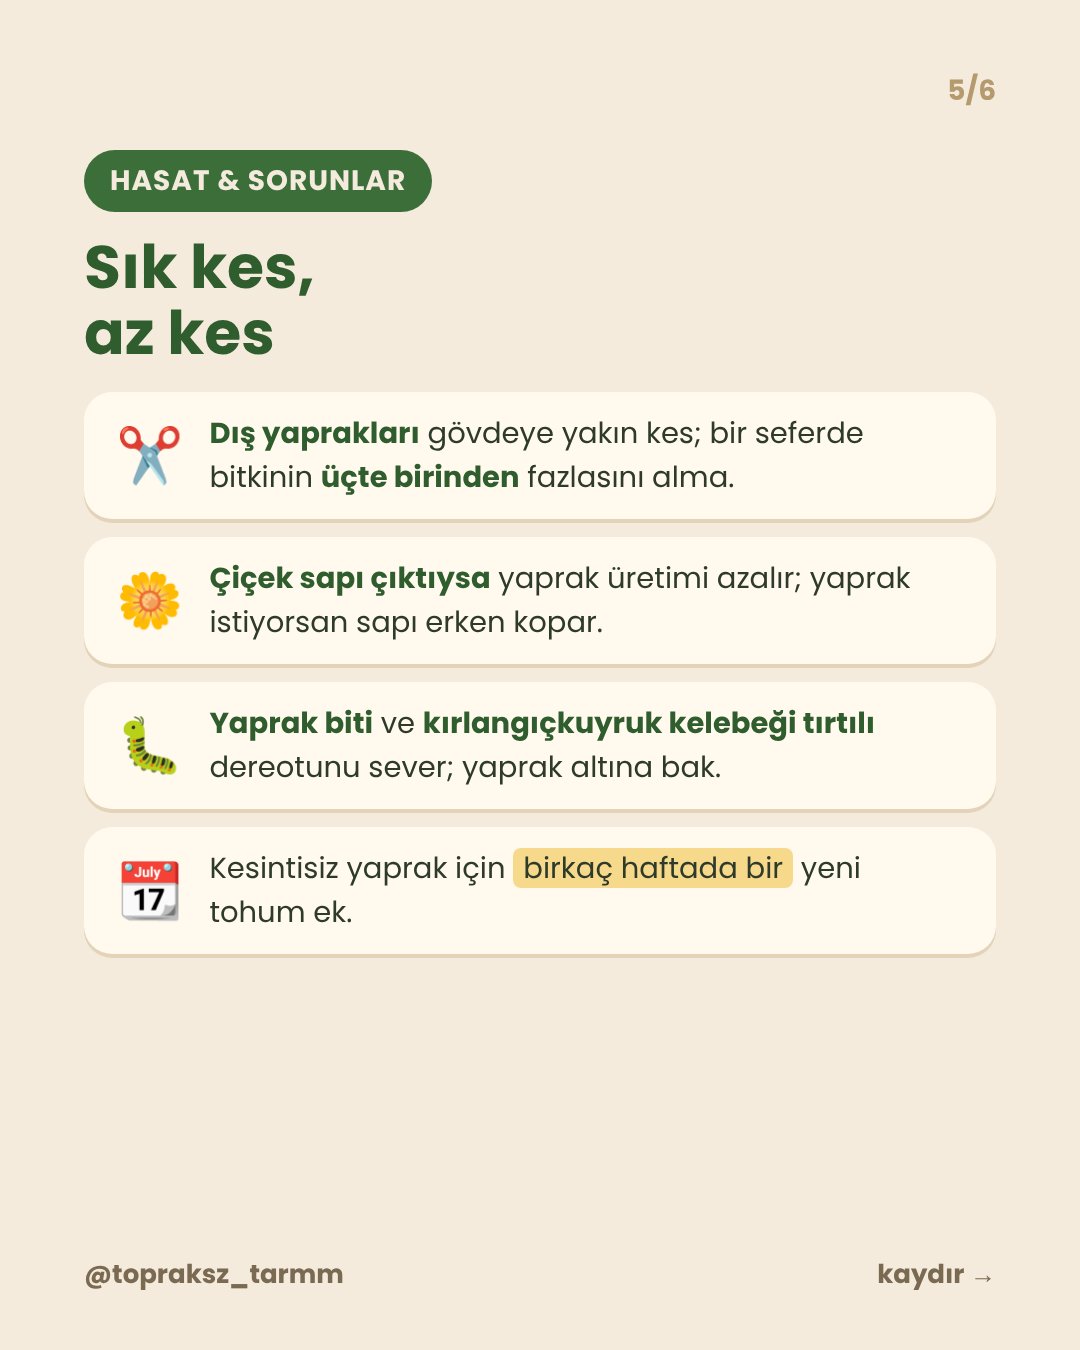 5/6
HASAT & SORUNLAR
Sık kes,
az kes
Dış yaprakları gövdeye yakın kes; bir seferde
bitkinin üçte birinden fazlasını alma.
Çiçek sapı çıktıysa yaprak üretimi azalır; yaprak
istiyorsan sapı erken kopar.
Yaprak biti ve kırlangıçkuyruk kelebeği tırtılı
dereotunu sever; yaprak altına bak.
July
17
Kesintisiz yaprak için birkaç haftada bir yeni
tohum ek.
@topraksz_tarmm
kaydır →